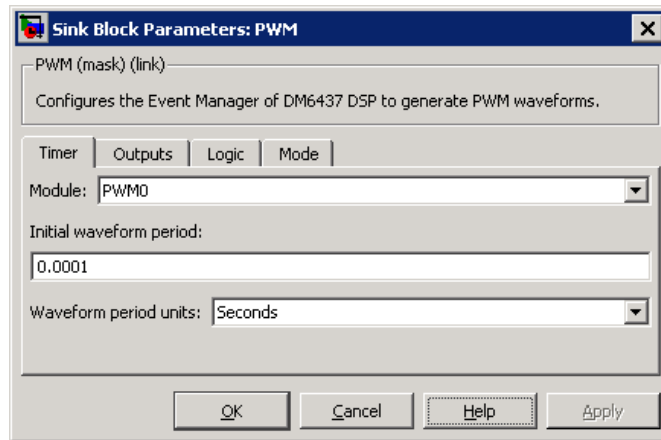 Sink Block Parameters: PWM
PWM (mask) (link)
Configures the Event Manager of DM6437 DSP to generate PWM waveforms.
Timer Outputs Logic Mode
Module: PWM0
Initial waveform period:
0.0001
Waveform period units: Seconds
OK Cancel Help Apply